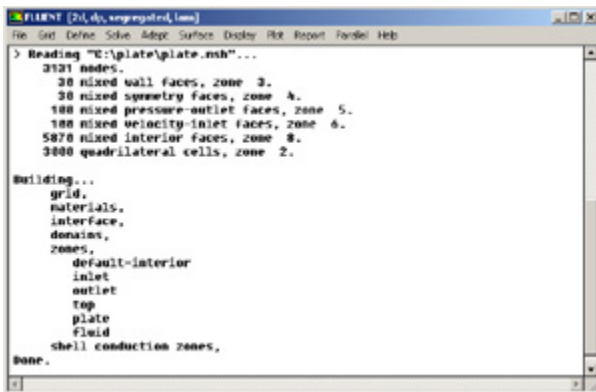 FLUENT [2d, dp, segregated, lam]
File Grid Define Solve Adapt Surface Display Plot Report Parallel Help
> Reading "C:\plate\plate.msh"...
3131 nodes.
30 mixed wall faces, zone 3.
30 mixed symmetry faces, zone 4.
100 mixed pressure-outlet faces, zone 5.
100 mixed velocity-inlet faces, zone 6.
5870 mixed interior faces, zone 8.
3000 quadrilateral cells, zone 2.
Building...
grid,
materials,
interface,
domains,
zones,
default-interior
inlet
outlet
top
plate
fluid
shell conduction zones,
Done.